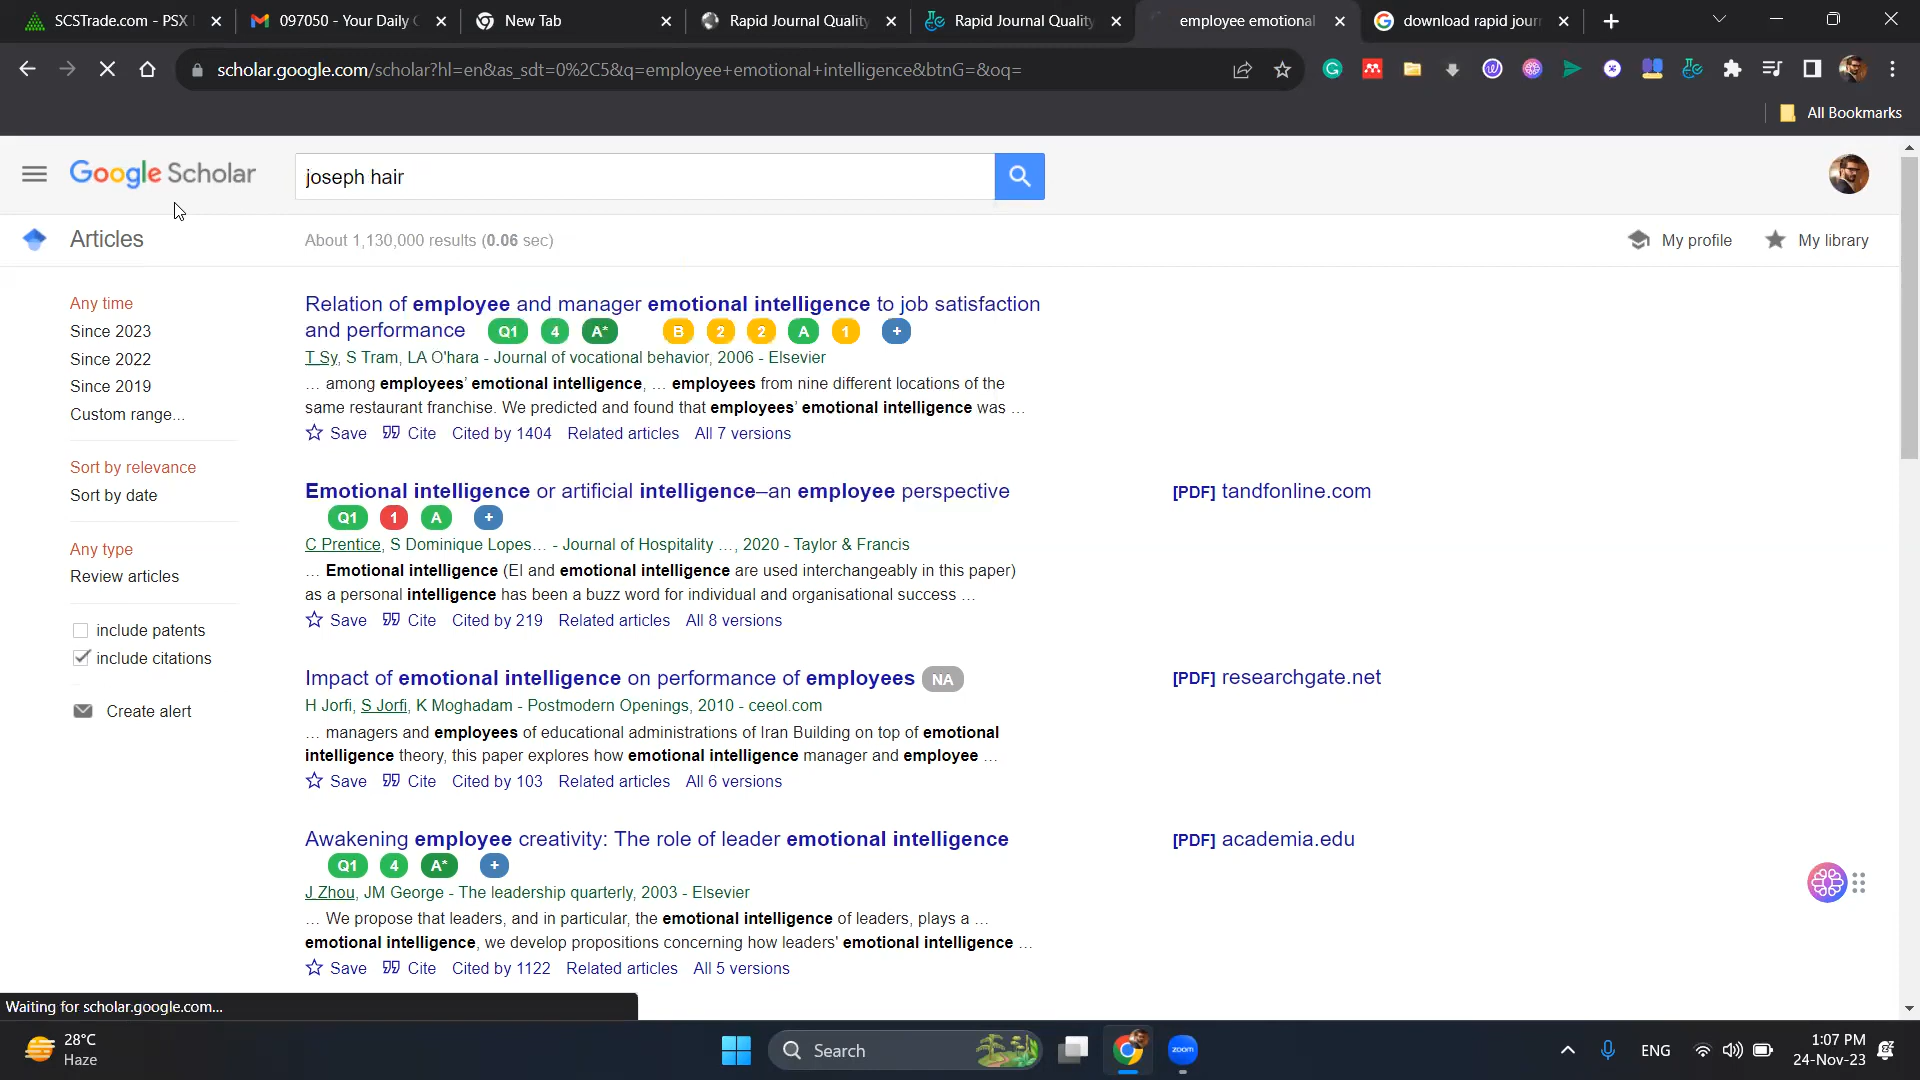 SCSTrade.com - PSX
097050 - Your Daily
New Tab
Rapid Journal Quality
Rapid Journal Quality
employee emotional
download rapid jour
scholar.google.com/scholar?hl=en&as_sdt=0%2C5&q=employee+emotional+intelligence&btnG=&oq=
All Bookmarks
Google Scholar
joseph hair
Articles
About 1,130,000 results (0.06 sec)
My profile
My library
Any time
Since 2023
Since 2022
Since 2019
Custom range...
Sort by relevance
Sort by date
Any type
Review articles
include patents
include citations
Create alert
Relation of employee and manager emotional intelligence to job satisfaction
and performance Q1 4 A* B 2 2 A 1 +
T Sy, S Tram, LA O'hara - Journal of vocational behavior, 2006 - Elsevier
… among employees' emotional intelligence, … employees from nine different locations of the
same restaurant franchise. We predicted and found that employees' emotional intelligence was …
Save Cite Cited by 1404 Related articles All 7 versions
Emotional intelligence or artificial intelligence–an employee perspective
Q1 1 A +
C Prentice, S Dominique Lopes… - Journal of Hospitality …, 2020 - Taylor & Francis
… Emotional intelligence (EI and emotional intelligence are used interchangeably in this paper)
as a personal intelligence has been a buzz word for individual and organisational success …
Save Cite Cited by 219 Related articles All 8 versions
[PDF] tandfonline.com
Impact of emotional intelligence on performance of employees NA
H Jorfi, S Jorfi, K Moghadam - Postmodern Openings, 2010 - ceeol.com
… managers and employees of educational administrations of Iran Building on top of emotional
intelligence theory, this paper explores how emotional intelligence manager and employee …
Save Cite Cited by 103 Related articles All 6 versions
[PDF] researchgate.net
Awakening employee creativity: The role of leader emotional intelligence
Q1 4 A* +
J Zhou, JM George - The leadership quarterly, 2003 - Elsevier
… We propose that leaders, and in particular, the emotional intelligence of leaders, plays a …
emotional intelligence, we develop propositions concerning how leaders' emotional intelligence …
Save Cite Cited by 1122 Related articles All 5 versions
[PDF] academia.edu
Waiting for scholar.google.com...
28°C
Haze
Search
zoom
ENG
1:07 PM
24-Nov-23